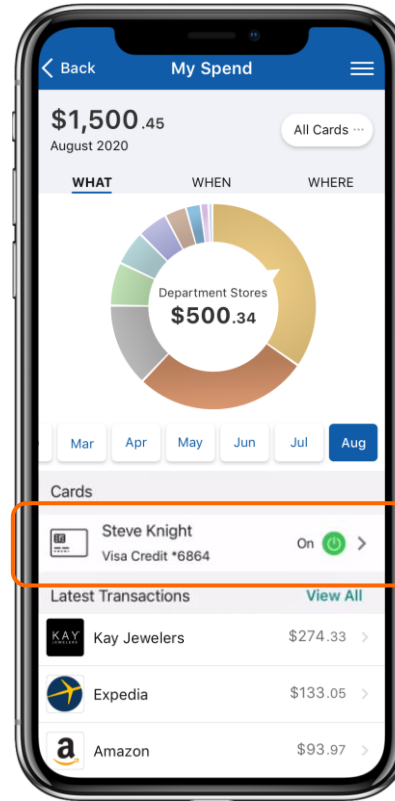 Back My Spend
$1,500.45
August 2020
All Cards ...
WHAT WHEN WHERE
Department Stores
$500.34
Mar Apr May Jun Jul Aug
Cards
Steve Knight
Visa Credit *6864
On
Latest Transactions View All
KAY
JEWELERS
Kay Jewelers $274.33
Expedia $133.05
a
Amazon $93.97